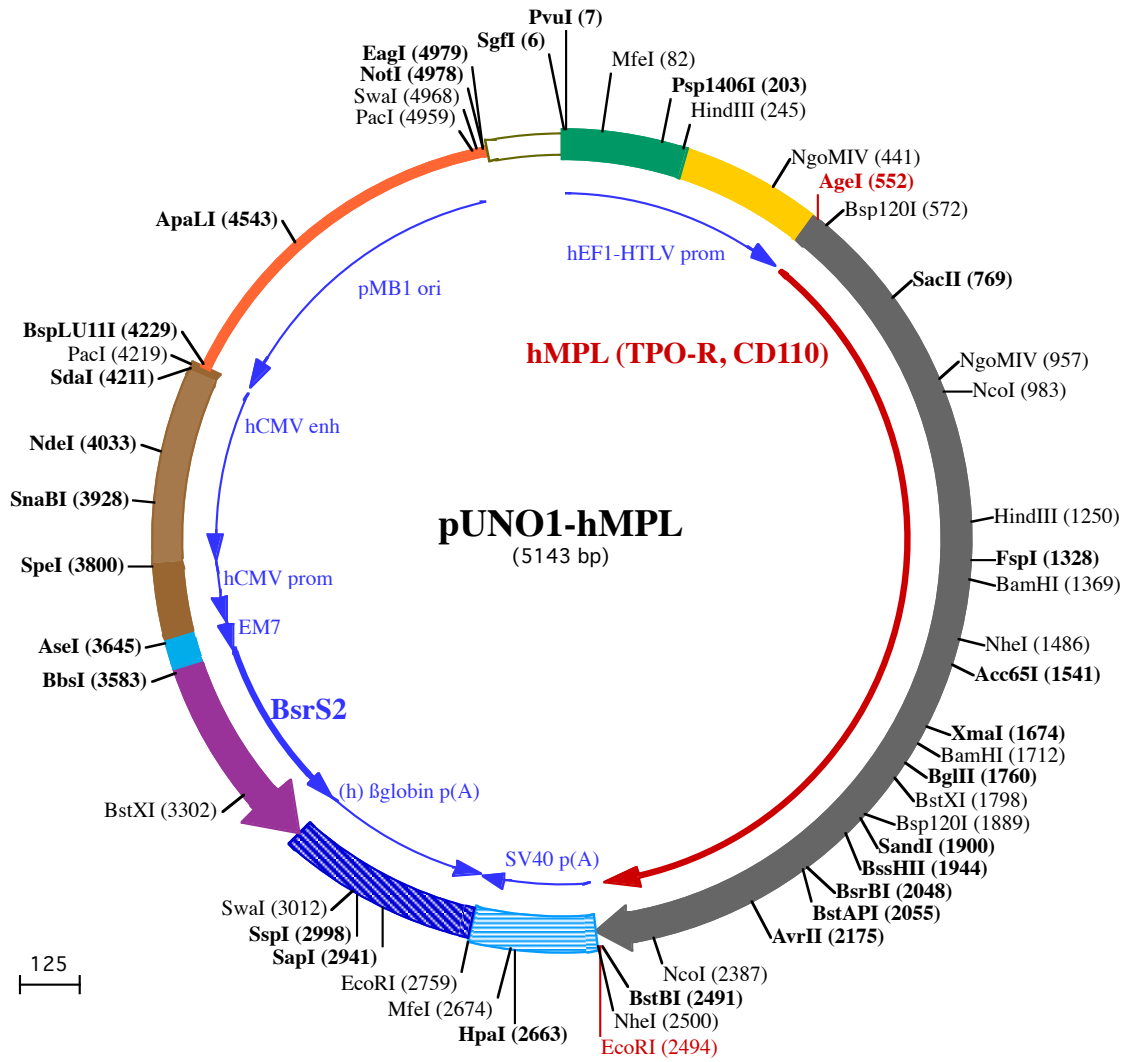 PvuI (7)
SgfI (6)
MfeI (82)
Psp1406I (203)
HindIII (245)
NgoMIV (441)
AgeI (552)
Bsp120I (572)
SacII (769)
NgoMIV (957)
NcoI (983)
HindIII (1250)
FspI (1328)
BamHI (1369)
NheI (1486)
Acc65I (1541)
XmaI (1674)
BamHI (1712)
BglII (1760)
BstXI (1798)
Bsp120I (1889)
SandI (1900)
BssHII (1944)
BsrBI (2048)
BstAPI (2055)
AvrII (2175)
NcoI (2387)
BstBI (2491)
NheI (2500)
EcoRI (2494)
HpaI (2663)
MfeI (2674)
EcoRI (2759)
SapI (2941)
SspI (2998)
SwaI (3012)
BstXI (3302)
BbsI (3583)
AseI (3645)
SpeI (3800)
SnaBI (3928)
NdeI (4033)
SdaI (4211)
PacI (4219)
BspLU11I (4229)
ApaLI (4543)
PacI (4959)
SwaI (4968)
NotI (4978)
EagI (4979)
hEF1-HTLV prom
pMB1 ori
hMPL (TPO-R, CD110)
hCMV enh
pUNO1-hMPL
(5143 bp)
hCMV prom
EM7
BsrS2
(h) ßglobin p(A)
SV40 p(A)
125